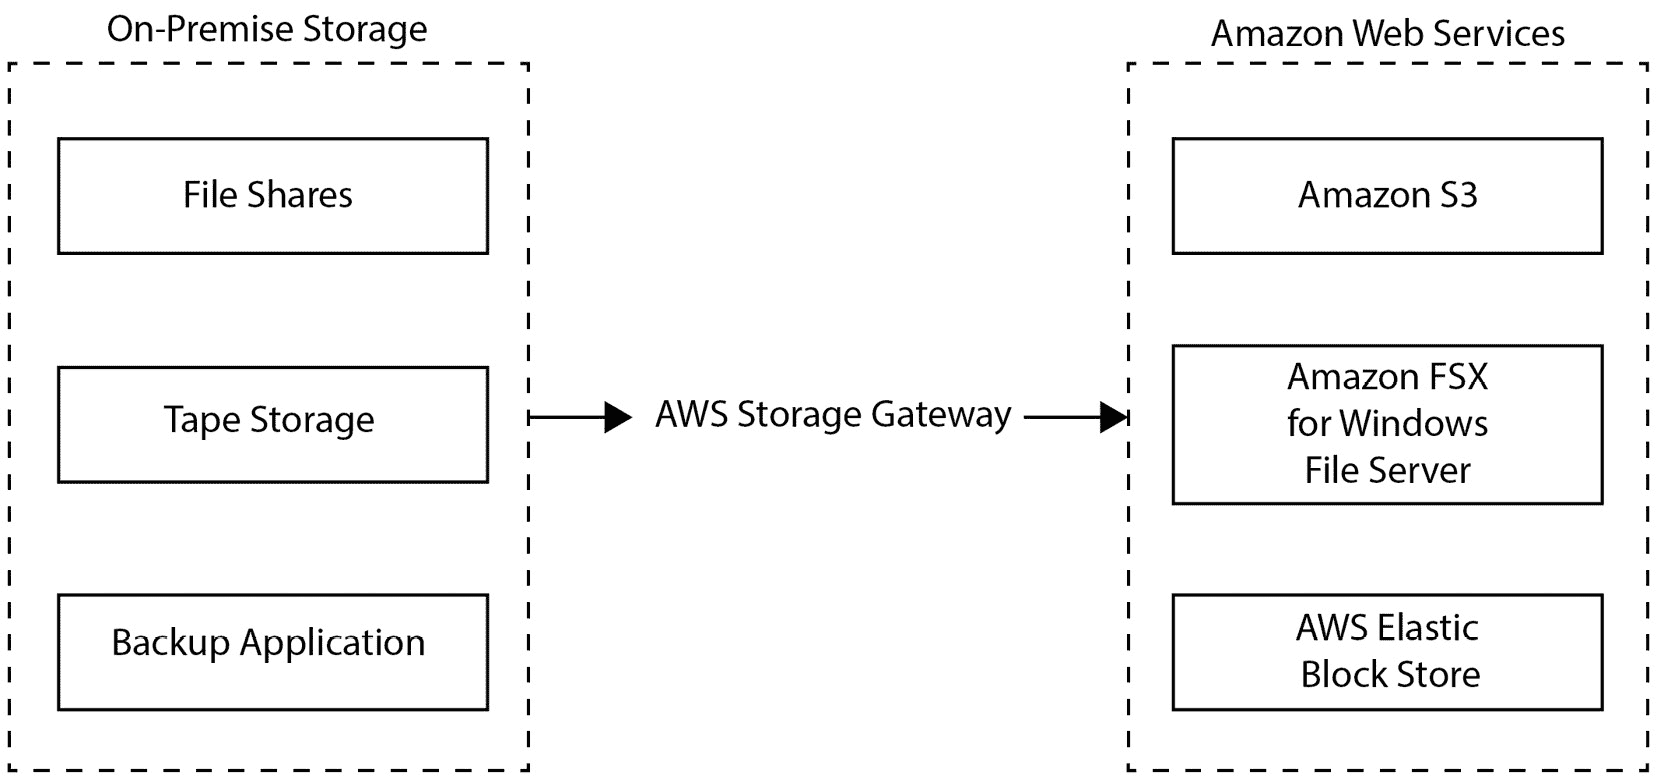 On-Premise Storage
File Shares
Tape Storage
Backup Application
AWS Storage Gateway
Amazon Web Services
Amazon S3
Amazon FSX
for Windows
File Server
AWS Elastic
Block Store